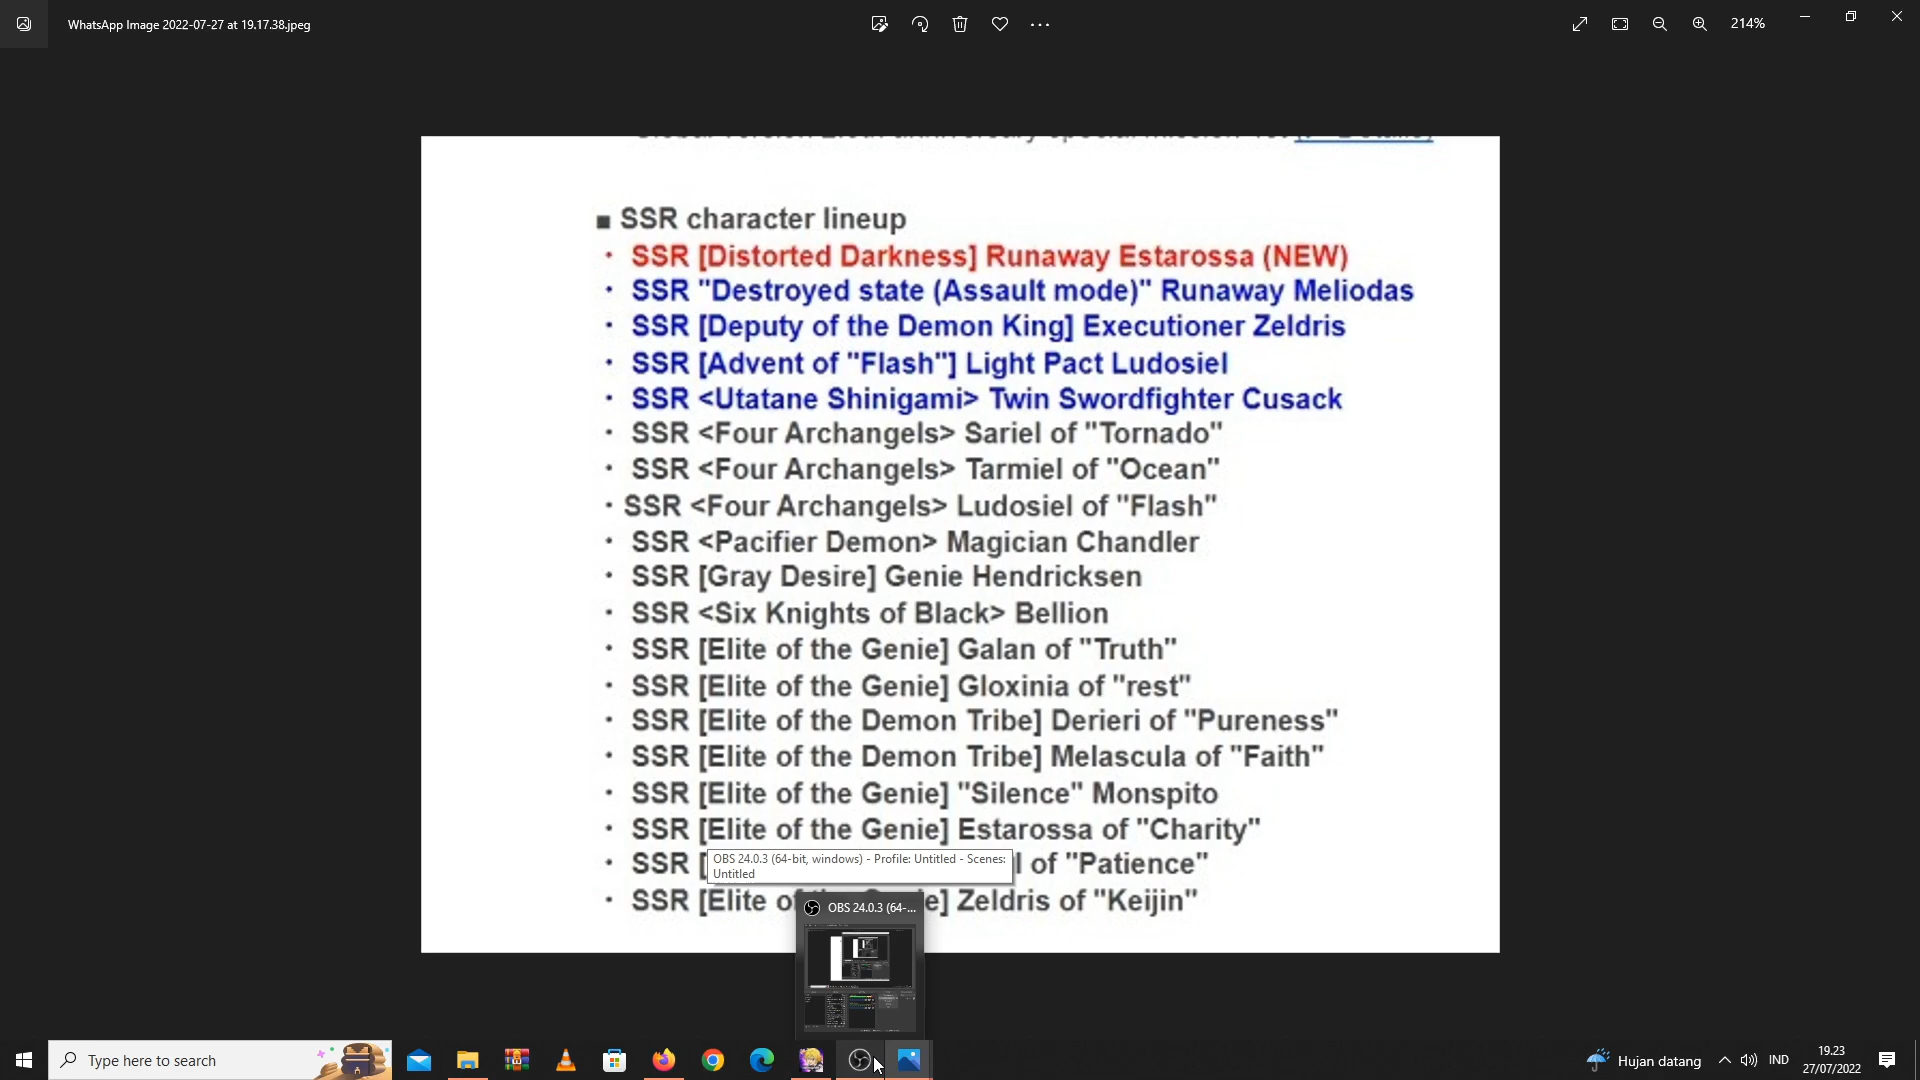 WhatsApp Image 2022-07-27 at 19.17.38.jpeg
214%
■ SSR character lineup
・ SSR [Distorted Darkness] Runaway Estarossa (NEW)
・ SSR "Destroyed state (Assault mode)" Runaway Meliodas
・ SSR [Deputy of the Demon King] Executioner Zeldris
・ SSR [Advent of "Flash"] Light Pact Ludosiel
・ SSR <Utatane Shinigami> Twin Swordfighter Cusack
・ SSR <Four Archangels> Sariel of "Tornado"
・ SSR <Four Archangels> Tarmiel of "Ocean"
・ SSR <Four Archangels> Ludosiel of "Flash"
・ SSR <Pacifier Demon> Magician Chandler
・ SSR [Gray Desire] Genie Hendricksen
・ SSR <Six Knights of Black> Bellion
・ SSR [Elite of the Genie] Galan of "Truth"
・ SSR [Elite of the Genie] Gloxinia of "rest"
・ SSR [Elite of the Demon Tribe] Derieri of "Pureness"
・ SSR [Elite of the Demon Tribe] Melascula of "Faith"
・ SSR [Elite of the Genie] "Silence" Monspito
・ SSR [Elite of the Genie] Estarossa of "Charity"
・ SSR [ of "Patience"
OBS 24.0.3 (64-bit, windows) - Profile: Untitled - Scenes:
Untitled
・ SSR [Elite Zeldris of "Keijin"
OBS 24.0.3 (64-...
Type here to search
Hujan datang
IND
19.23
27/07/2022